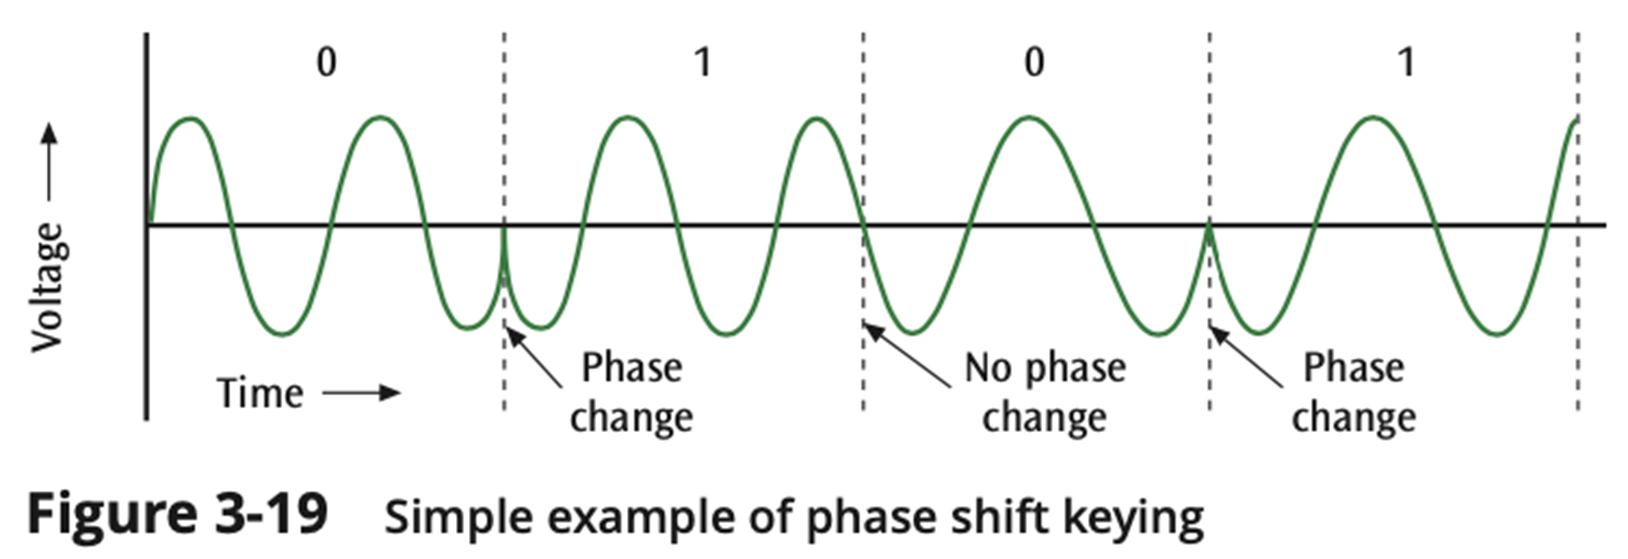 0
1
0
1
Voltage
Time
Phase
change
No phase
change
Phase
change
Figure 3-19 Simple example of phase shift keying